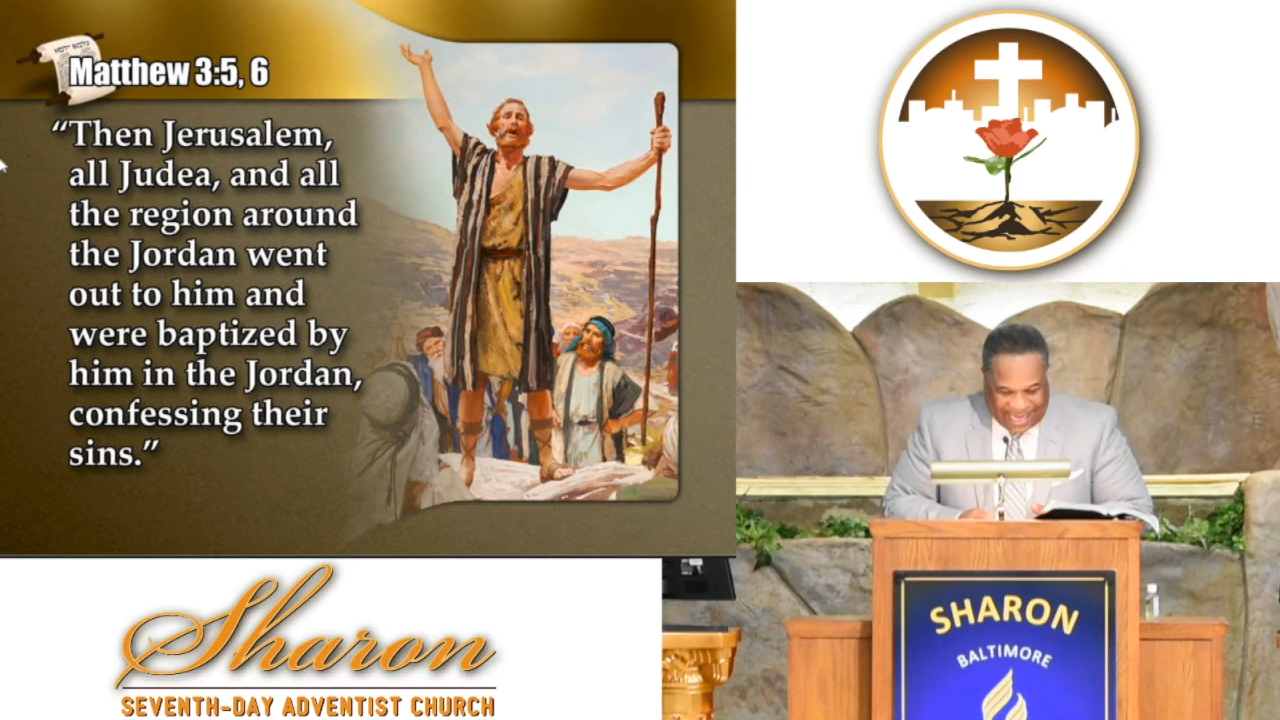 Matthew 3:5, 6
“Then Jerusalem,
all Judea, and all
the region around
the Jordan went
out to him and
were baptized by
him in the Jordan,
confessing their
sins.”
Sharon
SEVENTH-DAY ADVENTIST CHURCH
SHARON
BALTIMORE